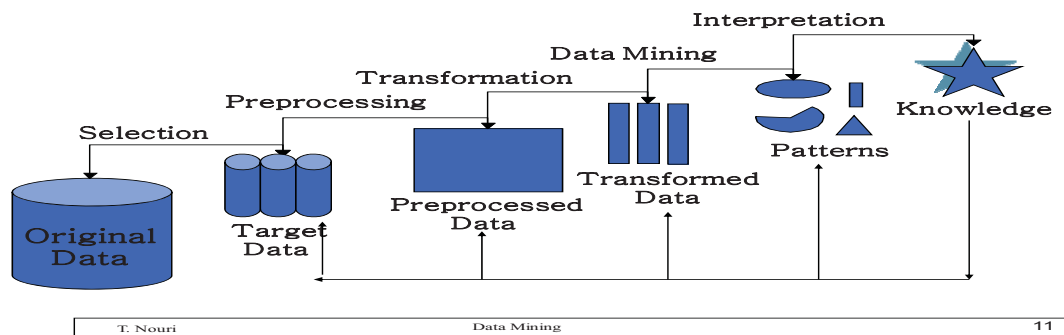 Interpretation
Data Mining
Transformation
Preprocessing
Selection
Knowledge
Patterns
Transformed
Data
Preprocessed
Data
Target
Data
Original
Data
T. Nouri
Data Mining
11